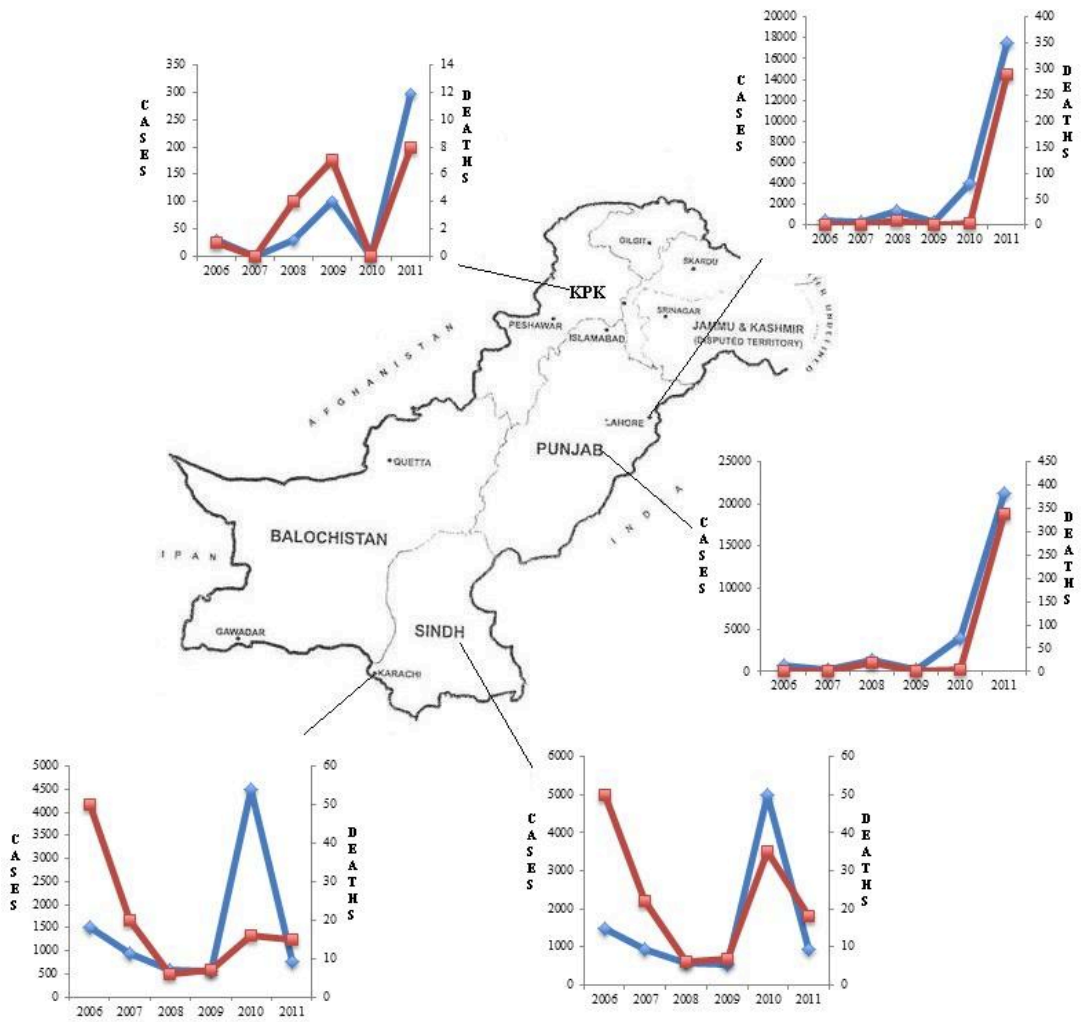 350
300
250
200
150
100
50
0
CASES
14
12
10
8
6
4
2
0
DEATHS
2006 2007 2008 2009 2010 2011
20000
18000
16000
14000
12000
10000
8000
6000
4000
2000
0
CASES
400
350
300
250
200
150
100
50
0
DEATHS
2006 2007 2008 2009 2010 2011
GILGIT
SKARDU
KPK
PESHAWAR
ISLAMABAD
SRINAGAR
JAMMU & KASHMIR
(DISPUTED TERRITORY)
UNDEFINED
AFGHANISTAN
LAHORE
PUNJAB
QUETTA
INDIA
BALOCHISTAN
GAWADAR
SINDH
KARACHI
25000
20000
15000
10000
5000
0
CASES
450
400
350
300
250
200
150
100
50
0
DEATHS
2006 2007 2008 2009 2010 2011
5000
4500
4000
3500
3000
2500
2000
1500
1000
500
0
CASES
60
50
40
30
20
10
0
DEATHS
2006 2007 2008 2009 2010 2011
6000
5000
4000
3000
2000
1000
0
CASES
60
50
40
30
20
10
0
DEATHS
2006 2007 2008 2009 2010 2011